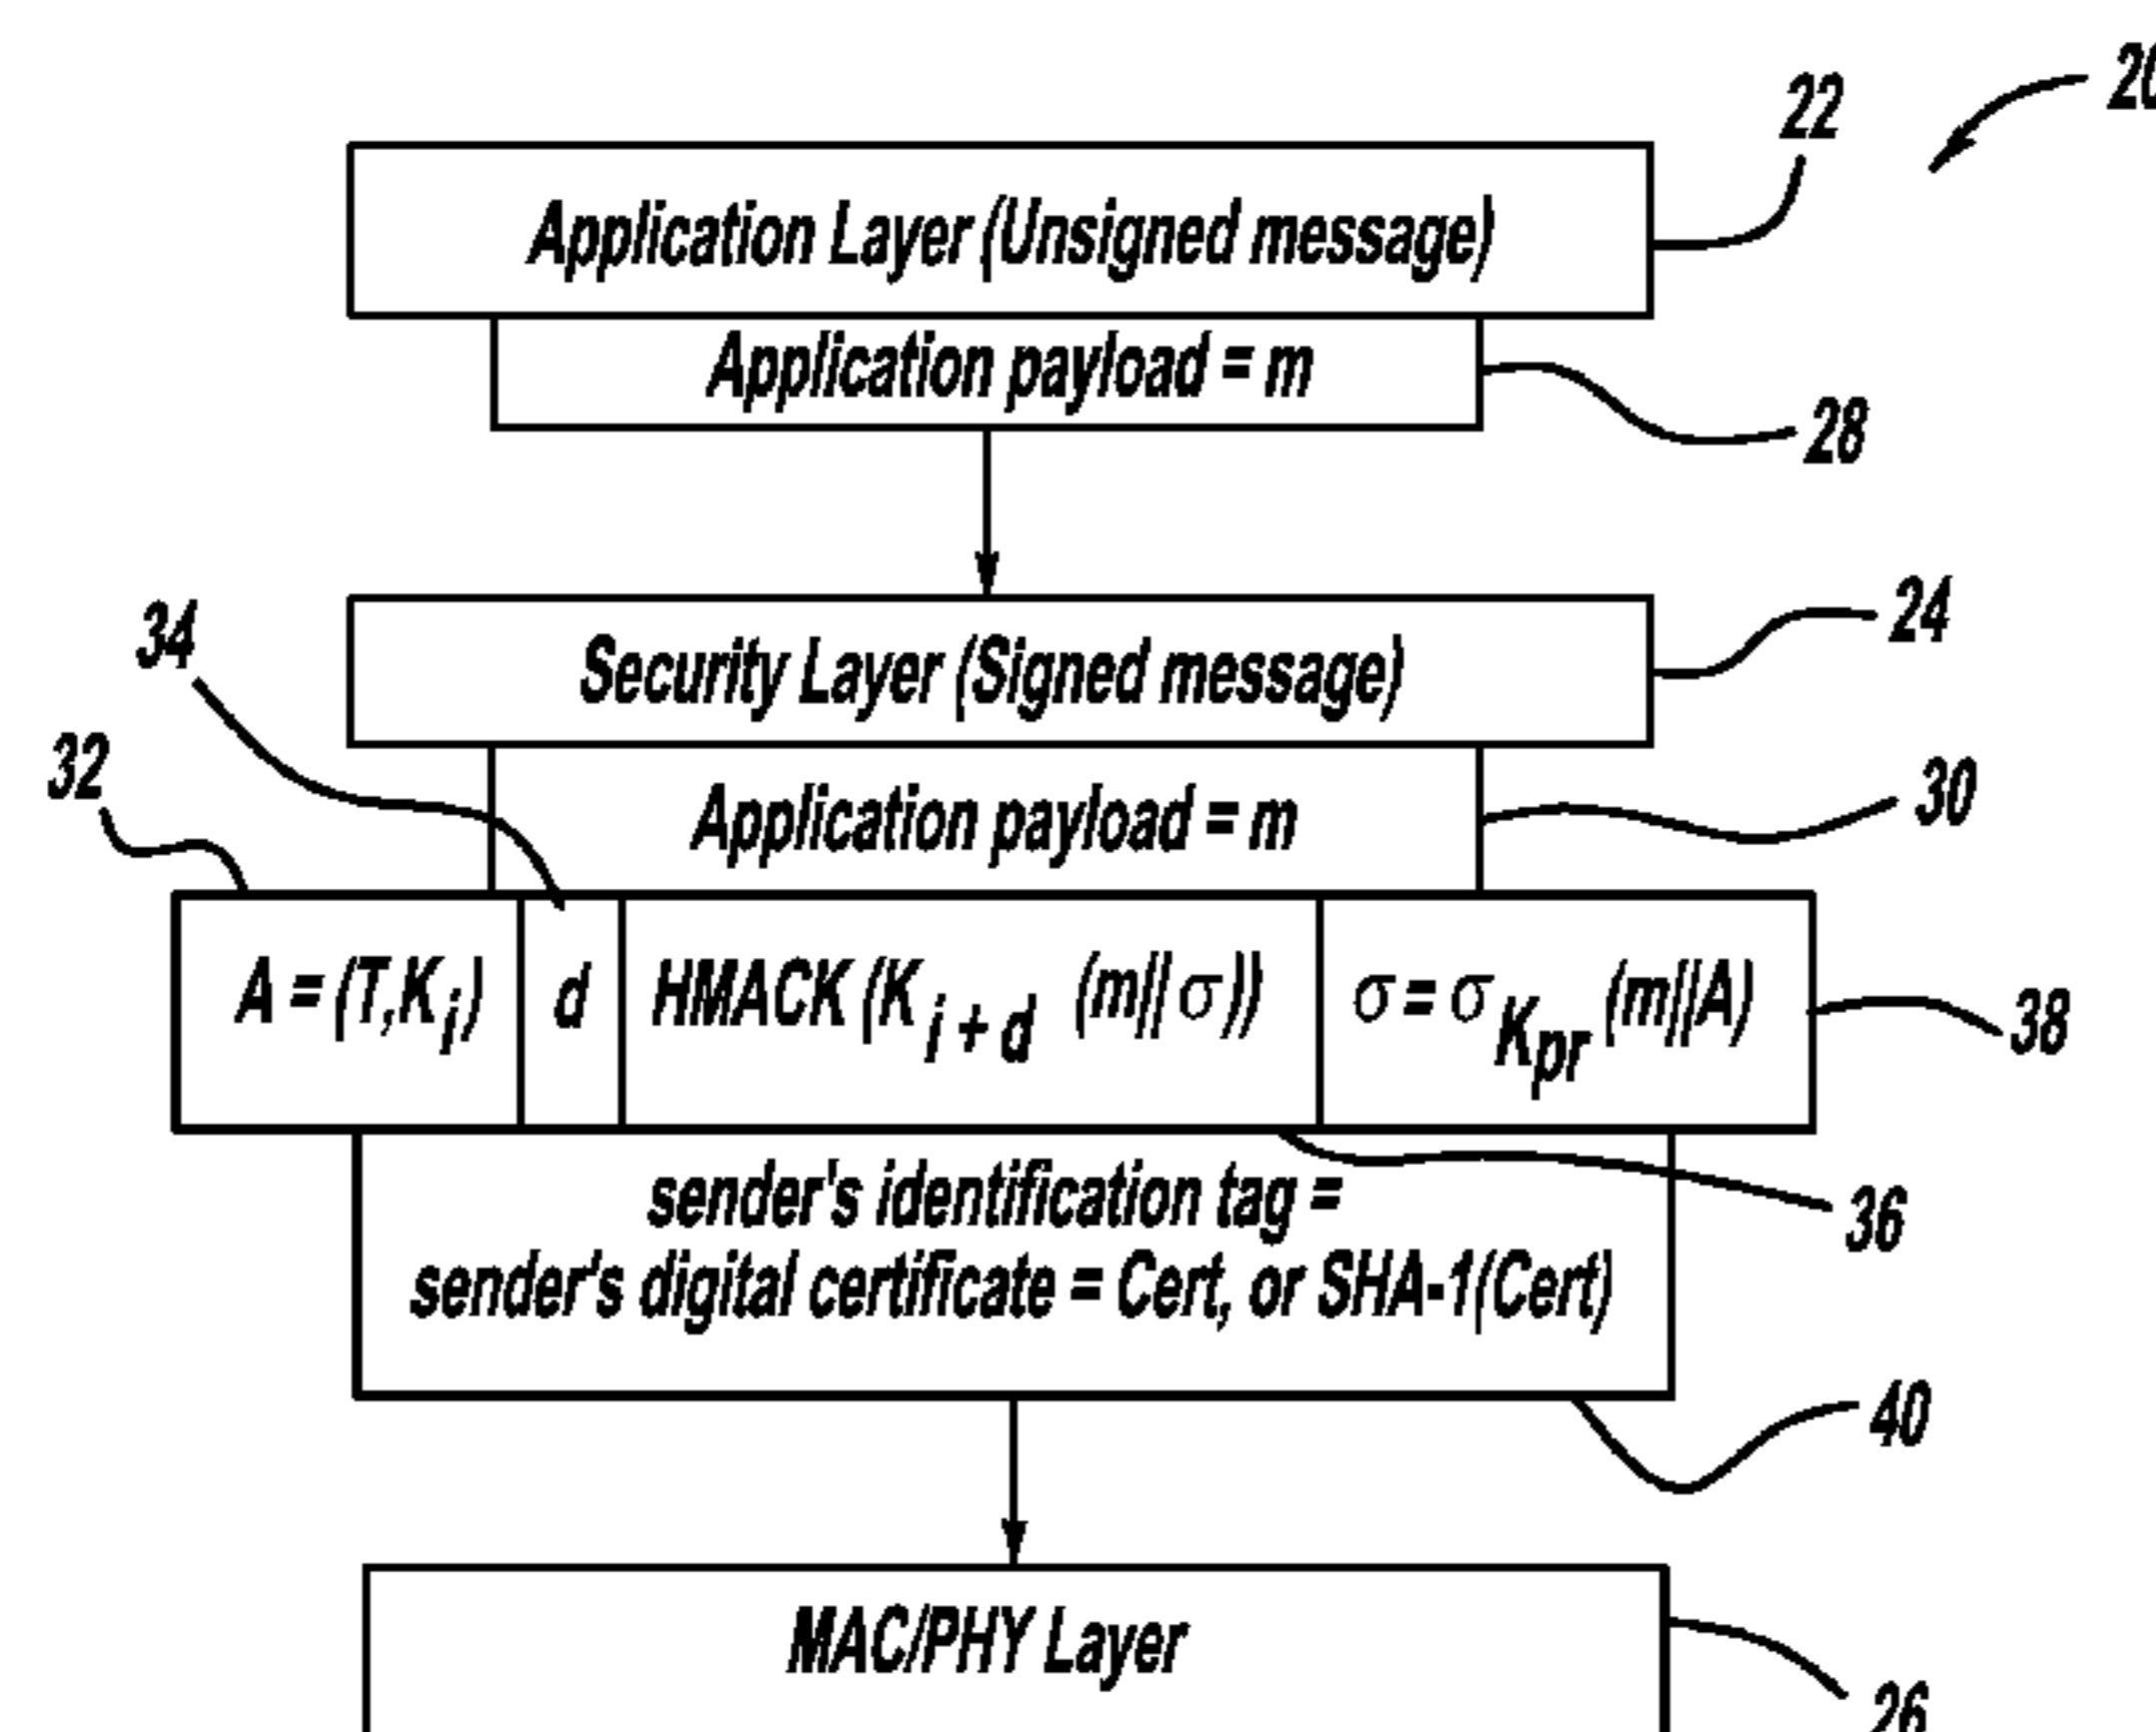 20
22
Application Layer (Unsigned message)
Application payload = m
28
24
Security Layer (Signed message)
34
32
Application payload = m
30
A = (T,Ki) d HMACK (K i + d (m|| σ)) σ = σ Kpr (m||A)
38
sender's identification tag =
36
sender's digital certificate = Cert, or SHA-1(Cert)
40
MAC/PHY Layer
26